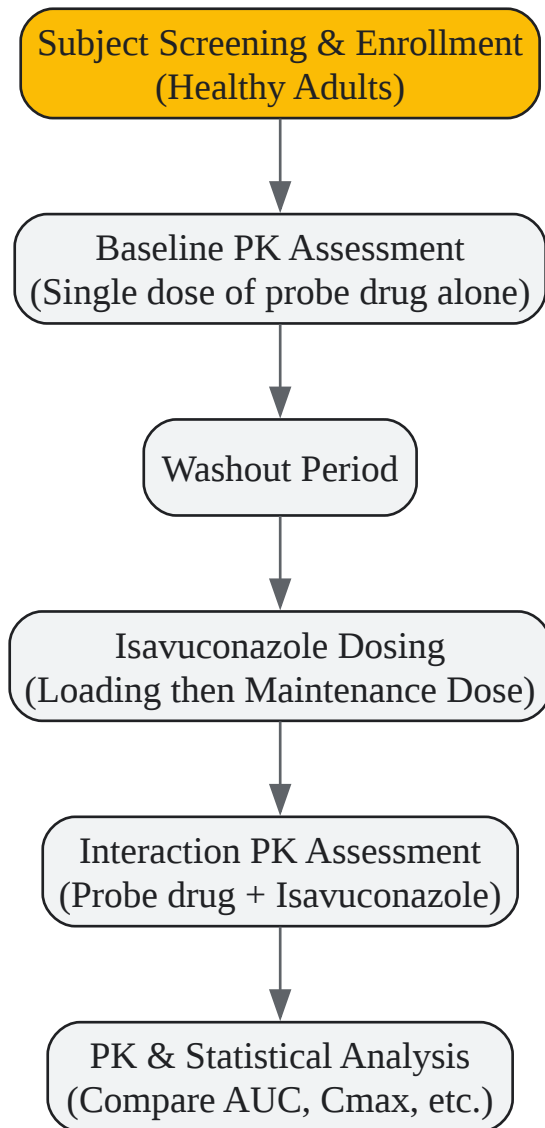 Subject Screening & Enrollment
(Healthy Adults)
Baseline PK Assessment
(Single dose of probe drug alone)
Washout Period
Isavuconazole Dosing
(Loading then Maintenance Dose)
Interaction PK Assessment
(Probe drug + Isavuconazole)
PK & Statistical Analysis
(Compare AUC, Cmax, etc.)